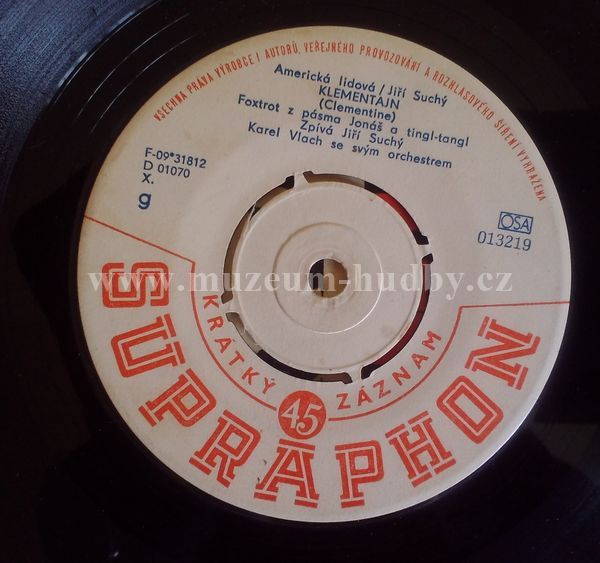 VŠECHNA PRÁVA VÝROBCE I AUTORŮ, VEŘEJNÉHO PROVOZOVÁNÍ A ROZHLASOVÉHO ŠÍŘENÍ VYHRAZENA
Americká lidová/Jiří Suchý
KLEMENTAJN
(Clementine)
Foxtrot z pásma Jonáš a tingl-tangl
Zpívá Jiří Suchý
Karel Vlach se svým orchestrem
F-09*31812
D 01070
X.
g
OSA
013219
www.muzeum-hudby.cz
KRÁTKÝ 45 ZÁZNAM
SUPRAPHON